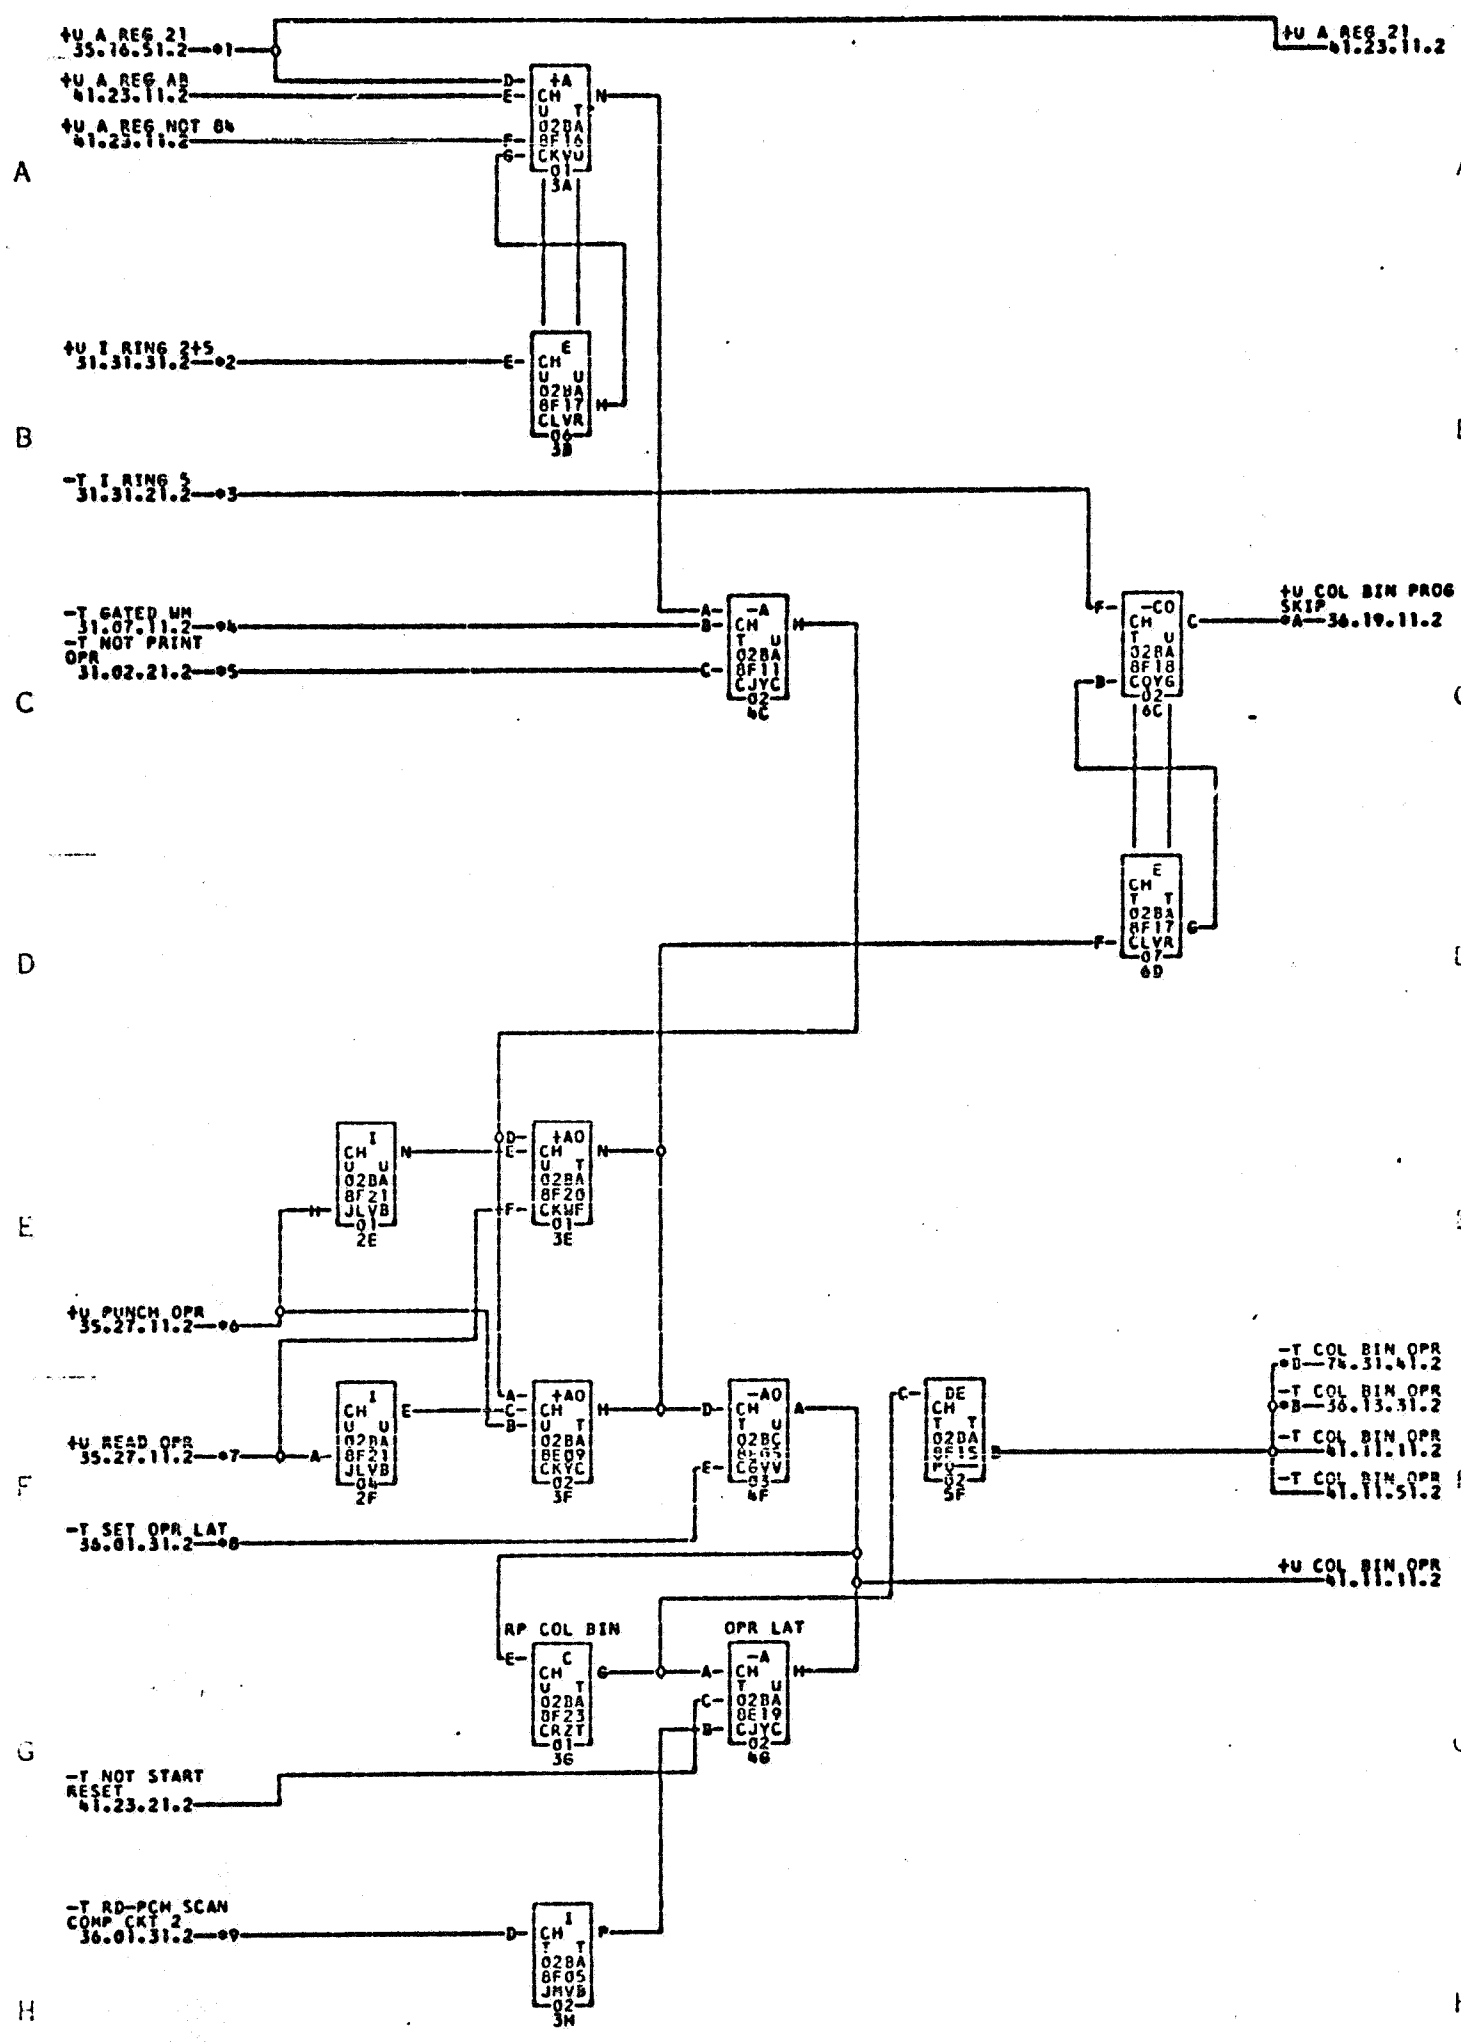 +U A REG 21
35.16.51.2 *1
+U A REG 21
41.23.11.2
+U A REG AB
41.23.11.2
+U A REG NOT 84
41.23.11.2
D +A
E CH N
U T
02BA
F 8F16
G CKVU
01
3A
A
+U I RING 2+5
31.31.31.2 *2
E
E CH
U U
02BA
8F17 H
CLVR
06
3B
B
-T I RING 5
31.31.21.2 *3
-T GATED WM
31.07.11.2 *4
-T NOT PRINT
OPR
31.02.21.2 *5
A -A
B CH H
T U
02BA
C 8F11
CJYC
02
4C
F -CO
CH C
T U
02BA
8F18
B CQYG
02
6C
+U COL BIN PROG
SKIP
*A 36.19.11.2
C
E
CH
T T
02BA
8F17 G
F CLVR
07
6D
D
I
CH N
U U
02BA
8F21
H JLVB
01
2E
D +AO
E CH N
U T
02BA
8F20
F CKWF
01
3E
E
+U PUNCH OPR
35.27.11.2 *6
+U READ OPR
35.27.11.2 *7
I
CH E
U U
02BA
A 8F21
JLVB
04
2F
A +AO
C CH H
B U T
02BA
8E09
CKYC
02
3F
-AO
D CH A
T U
02BC
E
03
4F
C DE
CH
T T
B
02
5F
-T COL BIN OPR
*D 74.31.41.2
-T COL BIN OPR
*B 36.13.31.2
-T COL BIN OPR
41.11.11.2
-T COL BIN OPR
41.11.51.2
F
-T SET OPR LAT
36.01.31.2 *8
+U COL BIN OPR
41.11.11.2
RP COL BIN OPR LAT
E C
CH G
U T
02BA
8F23
CRZT
01
3G
-A
A CH H
T U
C 02BA
8E19
B CJYC
02
4G
G
-T NOT START
RESET
41.23.21.2
-T RD-PCH SCAN
COMP CKT 2
36.01.31.2 *9
I
D CH P
T T
02BA
8F05
JMVB
02
3H
H